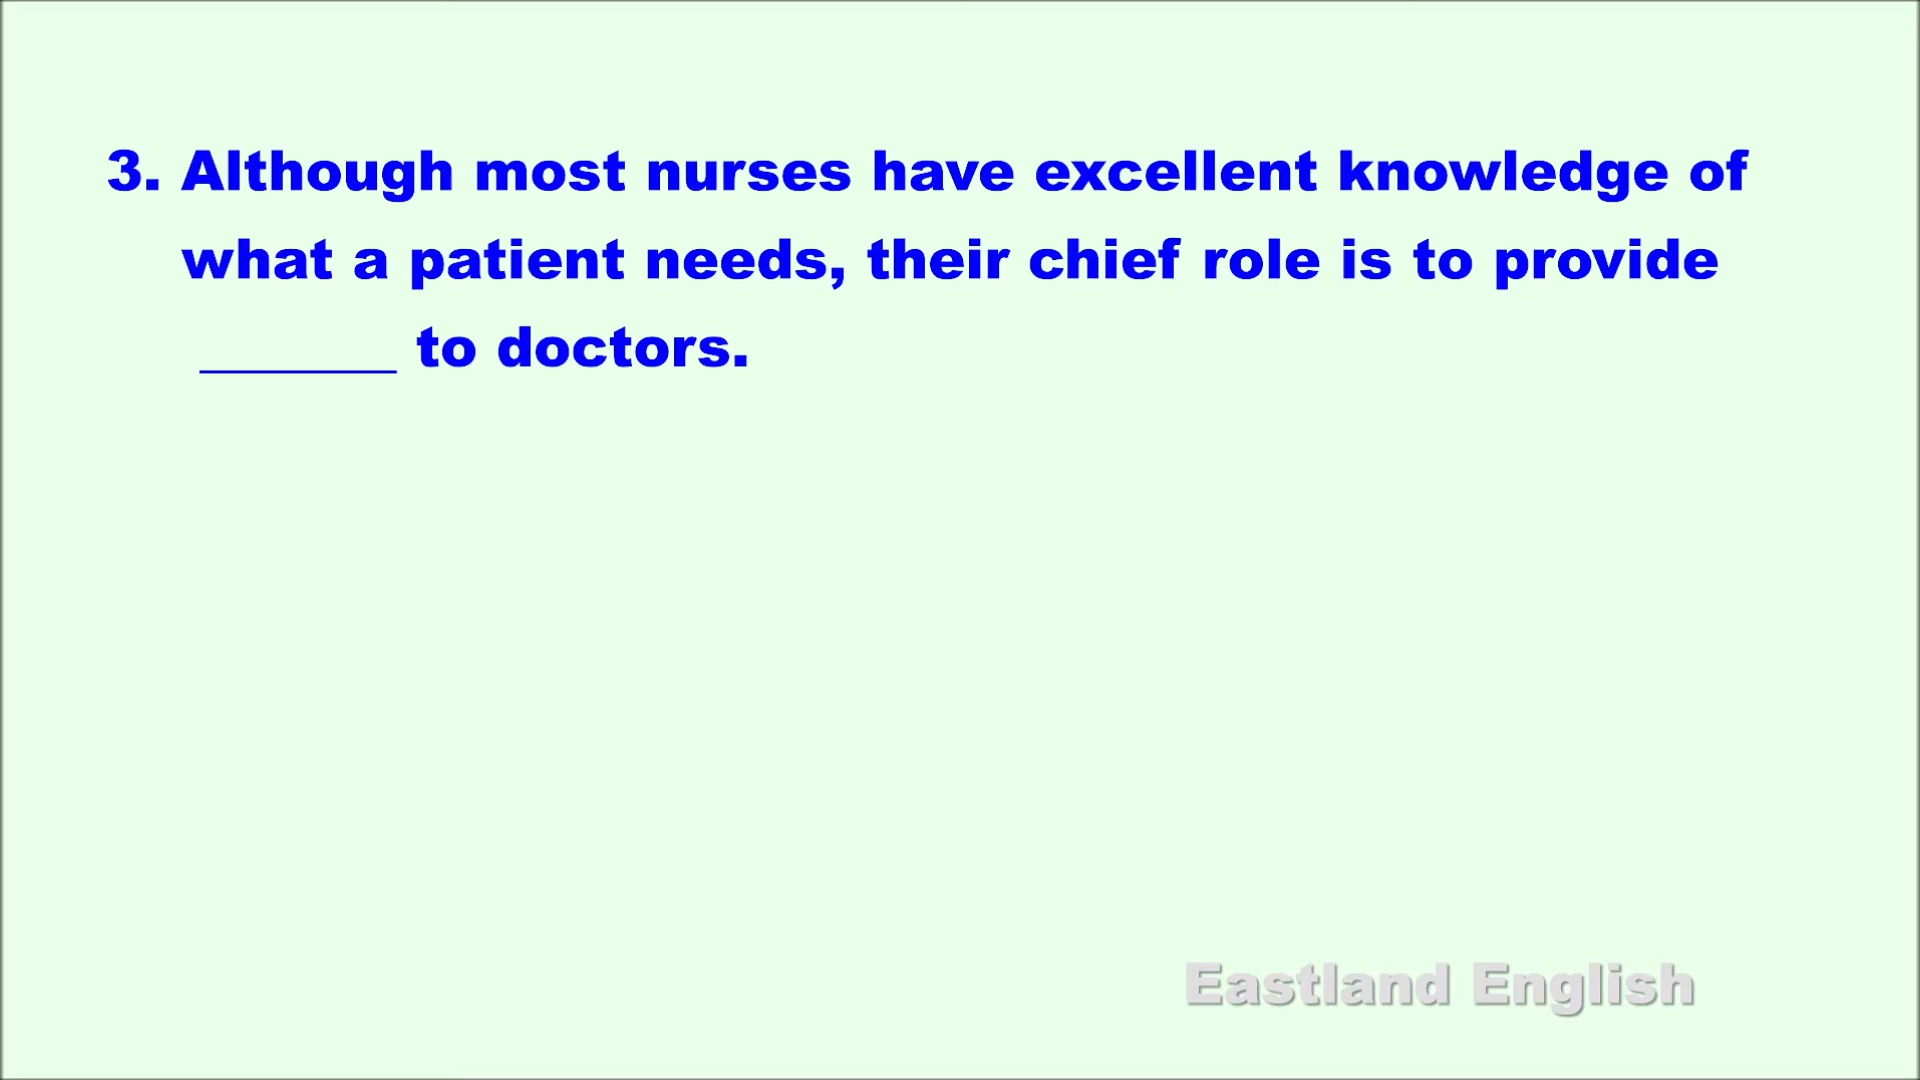 3. Although most nurses have excellent knowledge of
what a patient needs, their chief role is to provide
_______ to doctors.
Eastland English